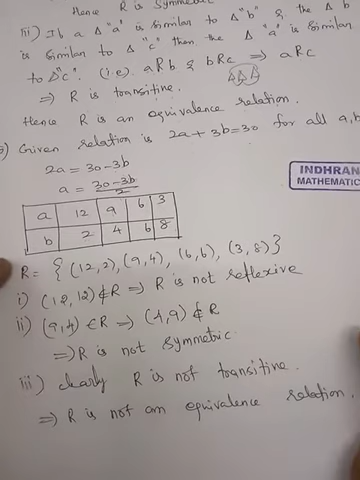 Hence R is Symmetric
iii) If a Δ "a" is similar to Δ "b" & the Δ b
is similar to Δ "c" then the Δ "a" is similar
to Δ"c". (i.e) aRb & bRc ⟹ aRc
⟹ R is transitive.
Hence R is an equivalence relation.
Given relation is 2a + 3b = 30 for all a, b
2a = 30 - 3b
a = 30 - 3b / 2
INDHRAN
MATHEMATIC
a 12 9 6 3
b 2 4 6 8
R = { (12,2), (9,4), (6,6), (3,8) }
i) (12,12) ∉ R ⟹ R is not reflexive
ii) (9,4) ∈ R ⟹ (4,9) ∉ R
⟹ R is not Symmetric.
iii) clearly R is not transitive.
⟹ R is not an equivalence relation.